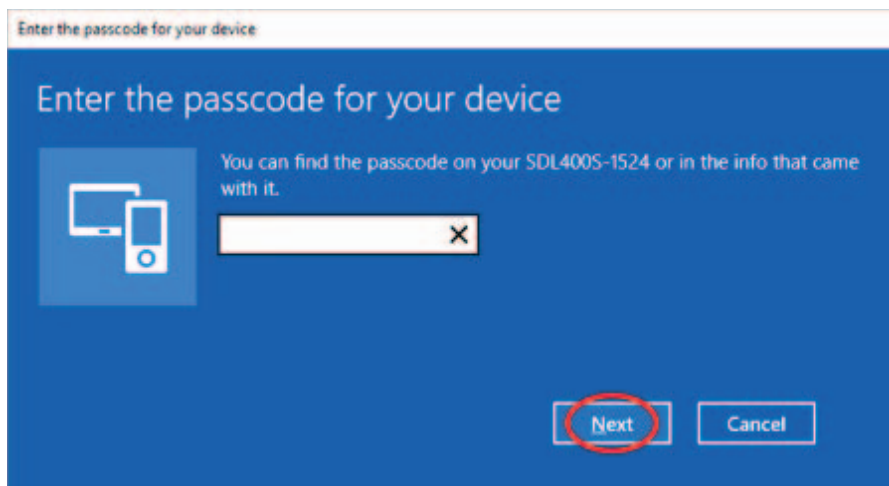 Enter the passcode for your device
Enter the passcode for your device
You can find the passcode on your SDL400S-1524 or in the info that came
with it.
Next
Cancel